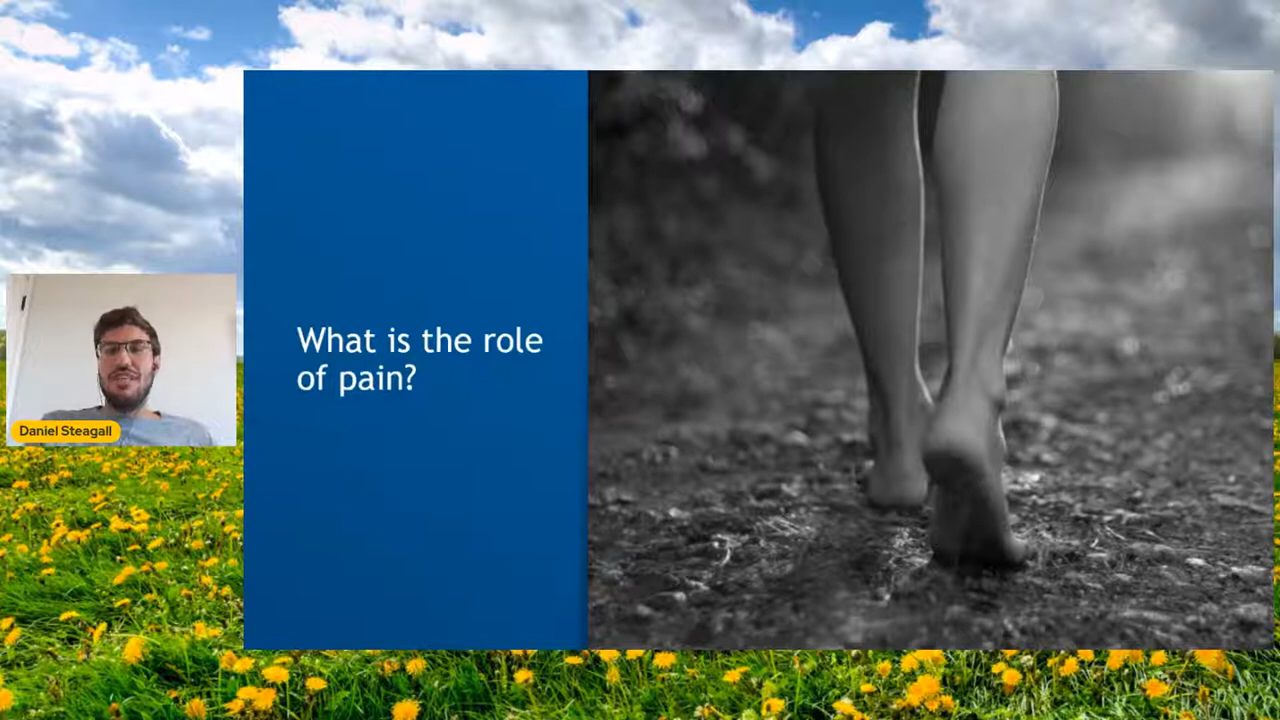 What is the role
of pain?
Daniel Steagall